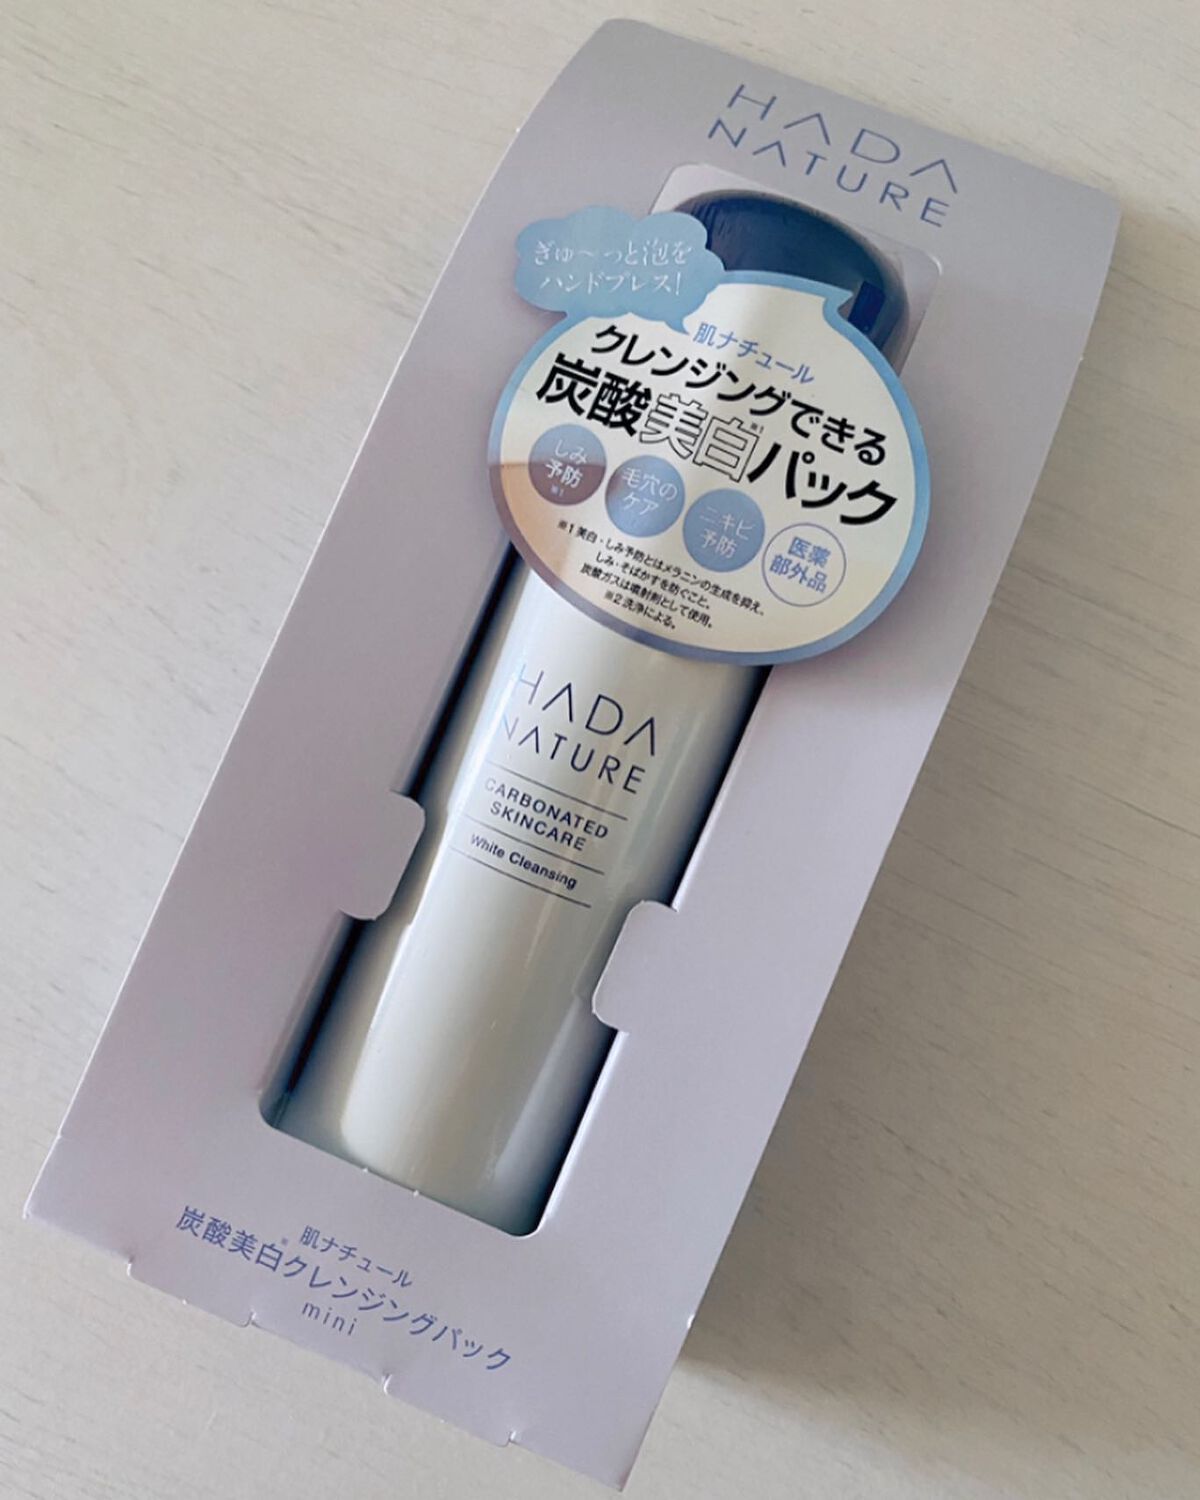 HADA
NATURE
ぎゅ～っと泡を
ハンドプレス!
肌ナチュール
クレンジングできる
炭酸美白※1パック
しみ
予防
※1
毛穴の
ケア
ニキビ
予防
医薬
部外品
※1 美白・しみ予防とはメラニンの生成を抑え、
しみ・そばかすを防ぐこと。
炭酸ガスは噴射剤として使用。
※2 洗浄による。
HADA
NATURE
CARBONATED
SKINCARE
White Cleansing
肌ナチュール
炭酸美白※クレンジングパック
mini